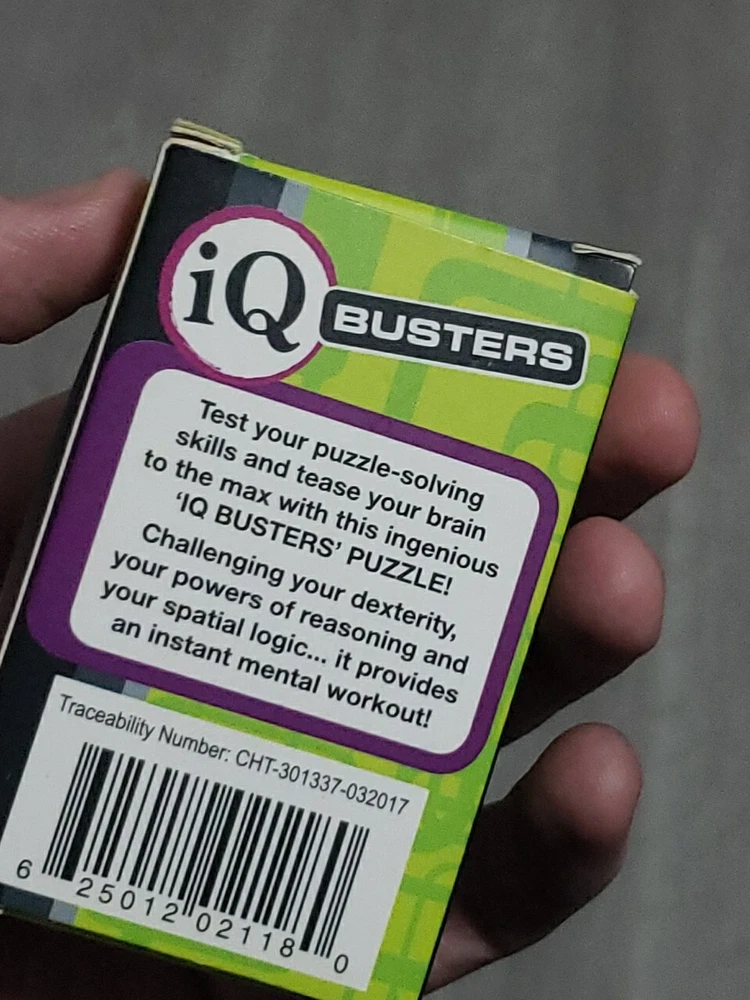 iQ BUSTERS
Test your puzzle-solving
skills and tease your brain
to the max with this ingenious
‘IQ BUSTERS’ PUZZLE!
Challenging your dexterity,
your powers of reasoning and
your spatial logic... it provides
an instant mental workout!
Traceability Number: CHT-301337-032017
6 25012 02118 0